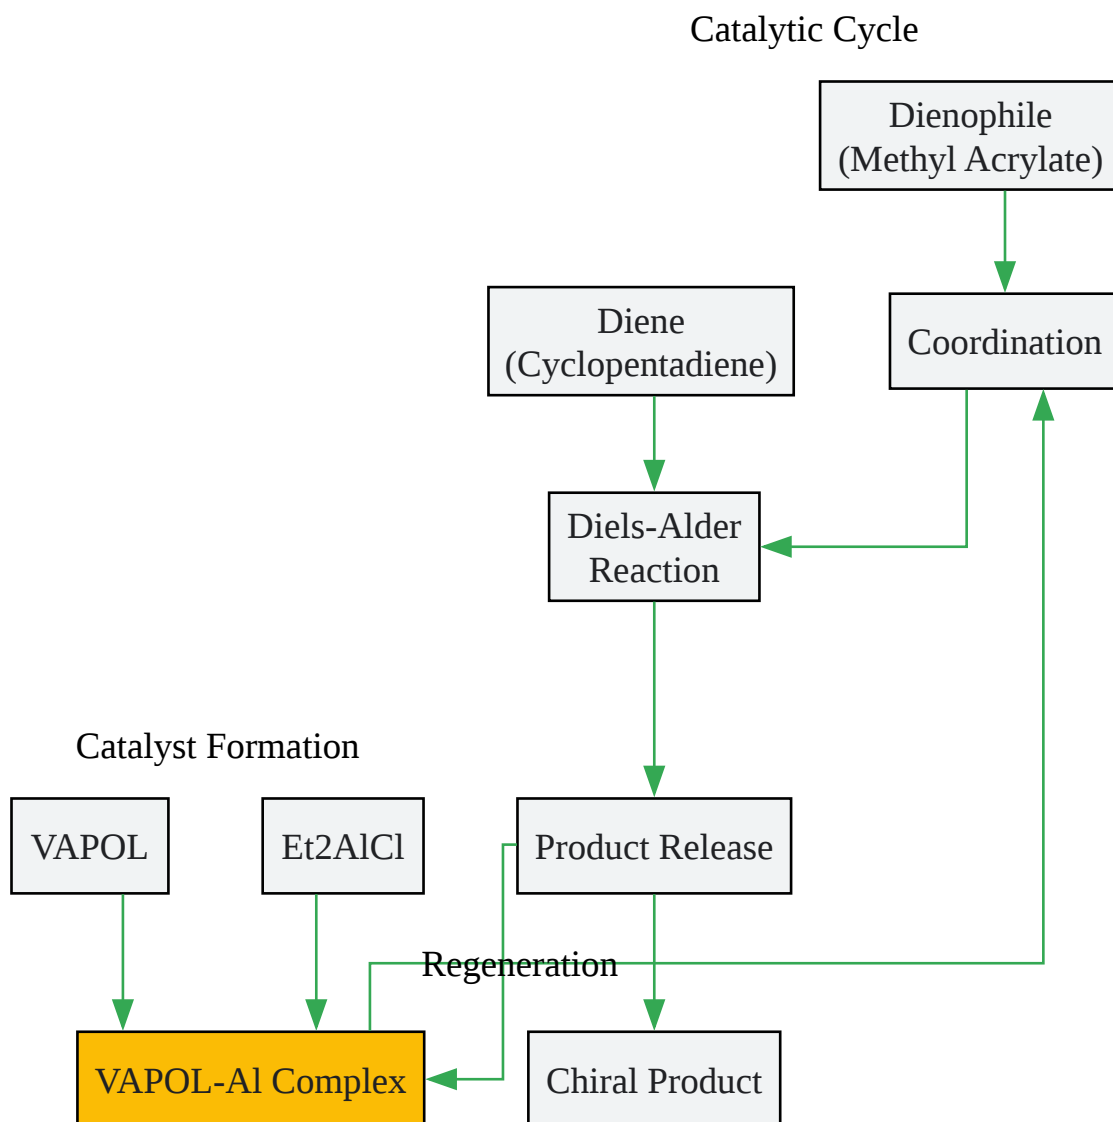 Catalytic Cycle
Dienophile
(Methyl Acrylate)
Diene
(Cyclopentadiene)
Coordination
Diels-Alder
Reaction
Catalyst Formation
VAPOL
Et2AlCl
Product Release
Regeneration
VAPOL-Al Complex
Chiral Product